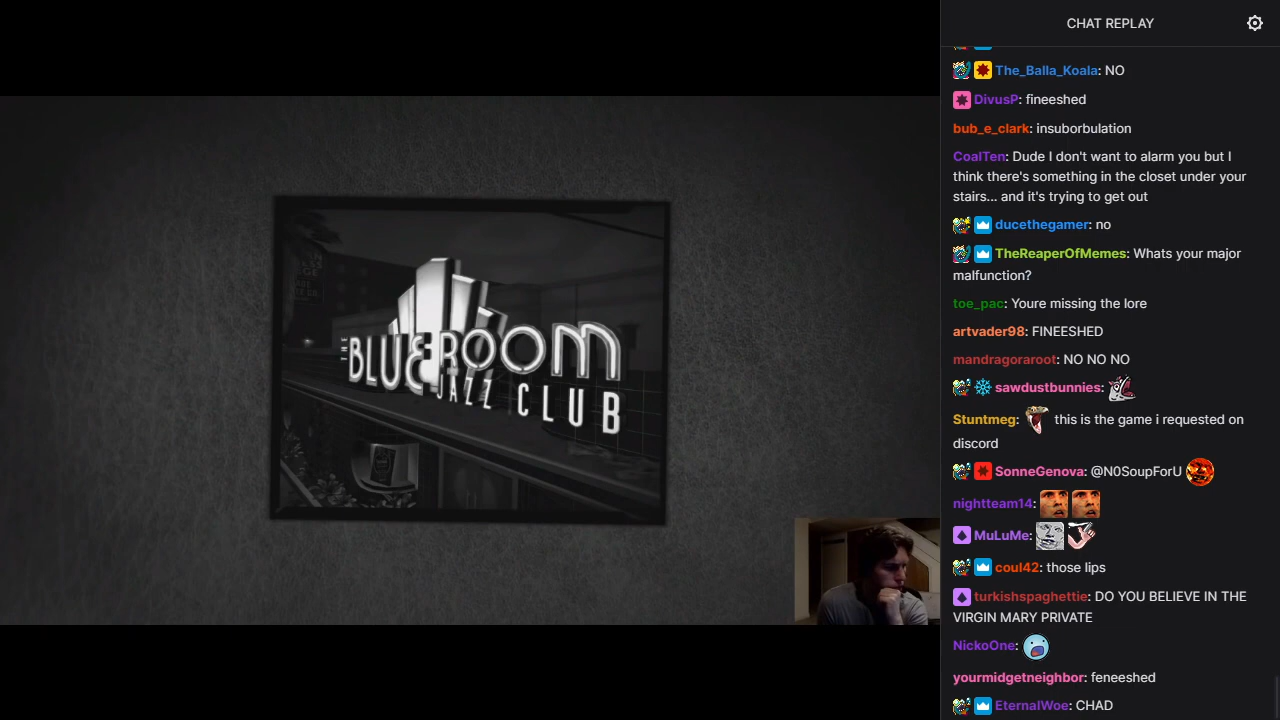 CHAT REPLAY
The_Balla_Koala: NO
DivusP: fineeshed
bub_e_clark: insuborbulation
CoalTen: Dude I don't want to alarm you but I
think there's something in the closet under your
stairs... and it's trying to get out
ducethegamer: no
TheReaperOfMemes: Whats your major
malfunction?
toe_pac: Youre missing the lore
artvader98: FINEESHED
mandragoraroot: NO NO NO
sawdustbunnies:
Stuntmeg: this is the game i requested on
discord
SonneGenova: @N0SoupForU
nightteam14:
MuLuMe:
coul42: those lips
turkishspaghettie: DO YOU BELIEVE IN THE
VIRGIN MARY PRIVATE
NickoOne:
yourmidgetneighbor: feneeshed
EternalWoe: CHAD
THE
BLUE ROOM
JAZZ CLUB